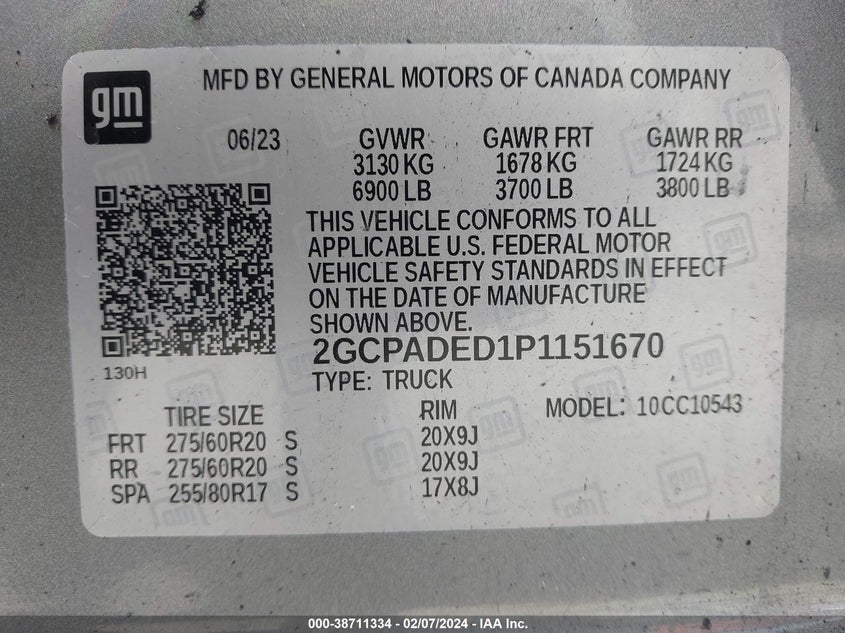 gm
MFD BY GENERAL MOTORS OF CANADA COMPANY
06/23 GVWR GAWR FRT GAWR RR
3130 KG 1678 KG 1724 KG
6900 LB 3700 LB 3800 LB
THIS VEHICLE CONFORMS TO ALL
APPLICABLE U.S. FEDERAL MOTOR
VEHICLE SAFETY STANDARDS IN EFFECT
ON THE DATE OF MANUFACTURE
SHOWN ABOVE.
2GCPADED1P1151670
130H
TYPE: TRUCK
TIRE SIZE RIM MODEL: 10CC10543
FRT 275/60R20 S 20X9J
RR 275/60R20 S 20X9J
SPA 255/80R17 S 17X8J
000-38711334 - 02/07/2024 - IAA Inc.